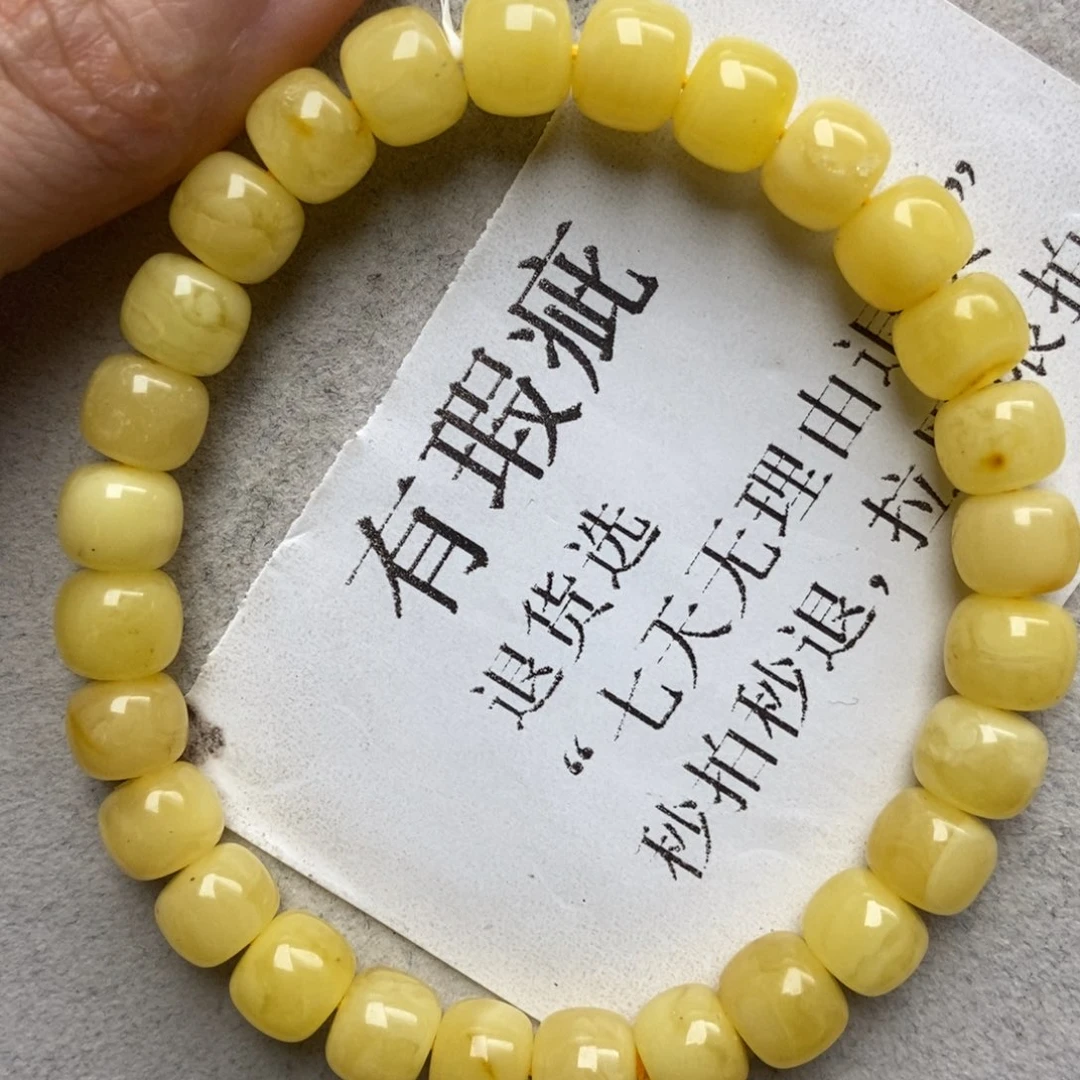 有瑕疵
退货选
“七天无理由退
秒拍秒退，拉